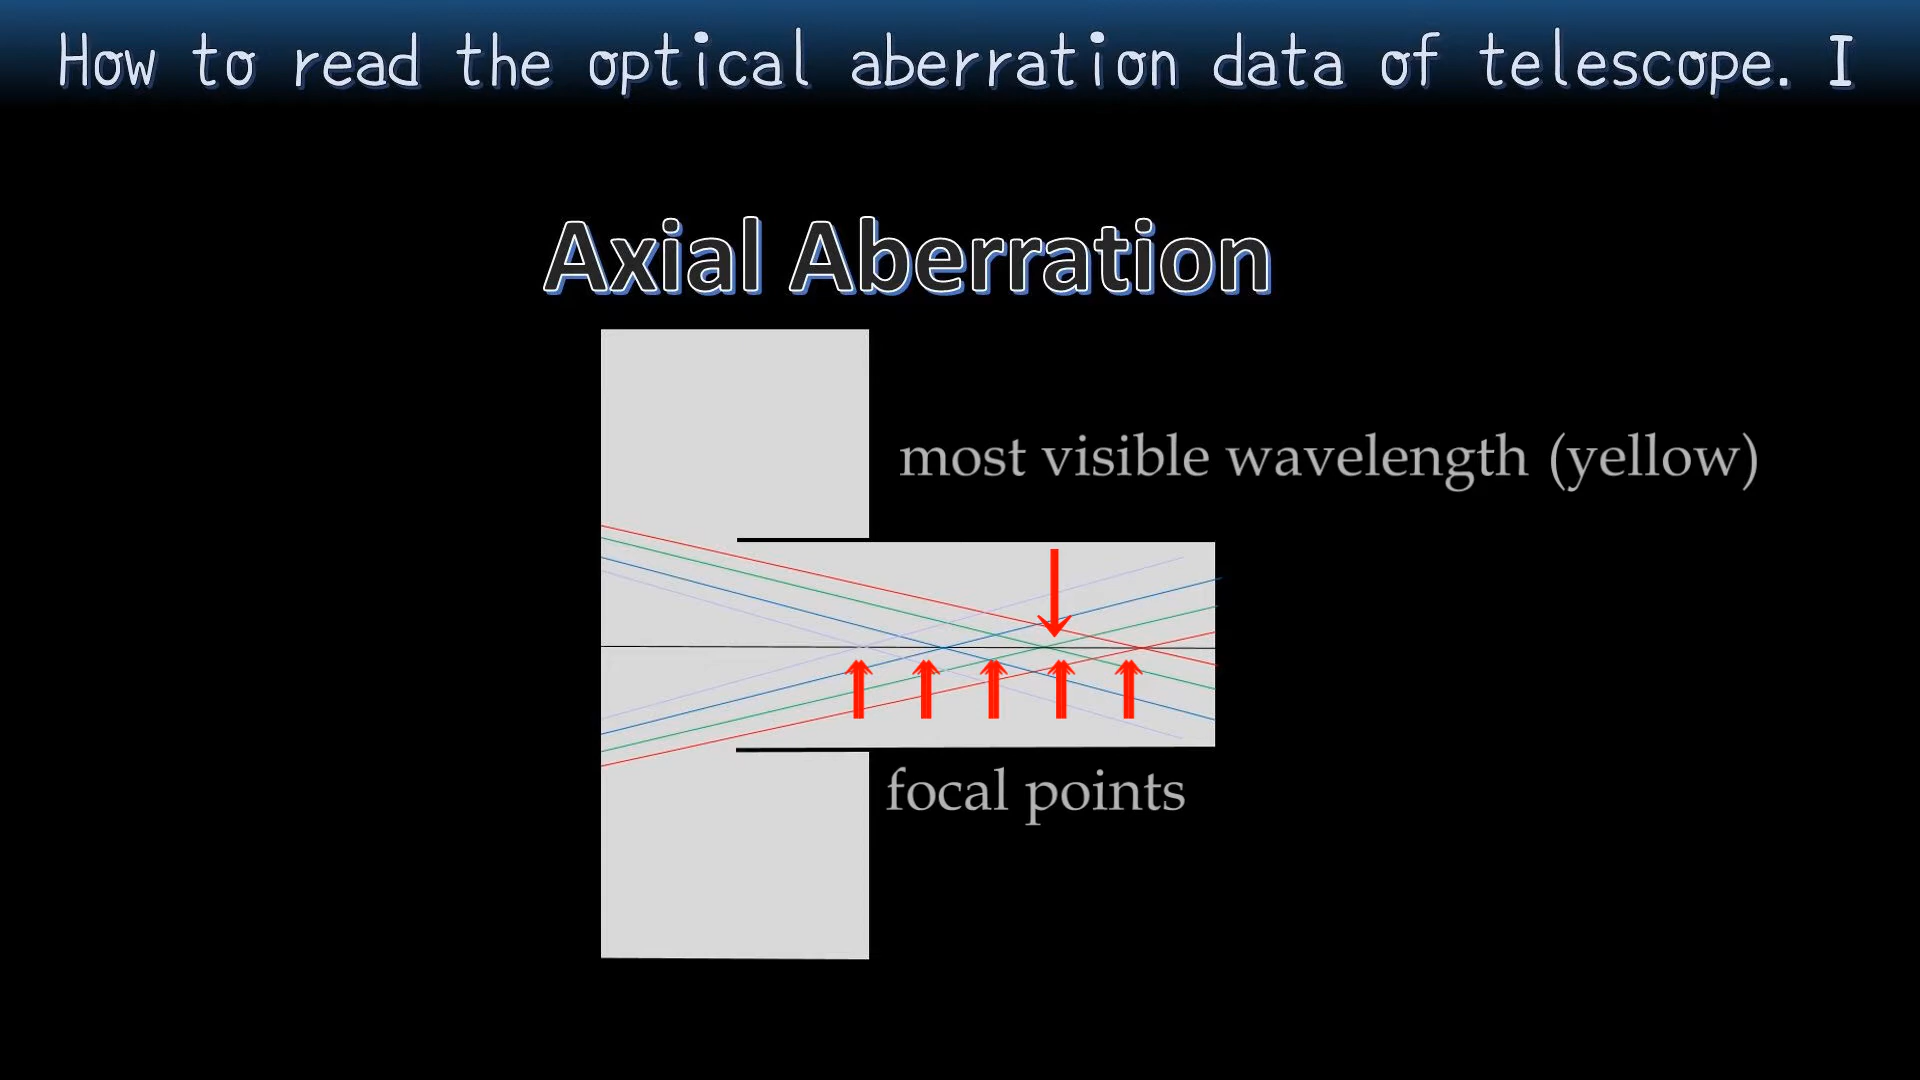 How to read the optical aberration data of telescope. I
Axial Aberration
most visible wavelength (yellow)
focal points